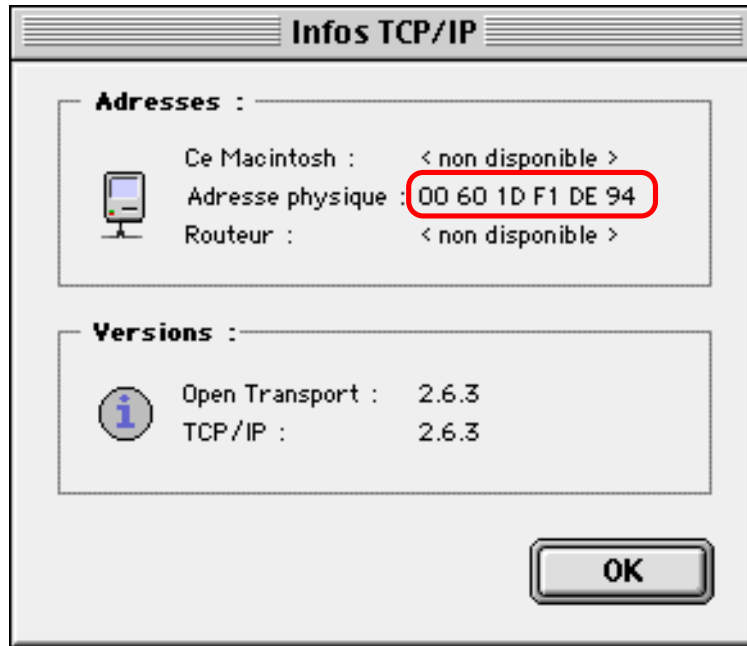 Infos TCP/IP
Adresses :
Ce Macintosh : < non disponible >
Adresse physique : 00 60 1D F1 DE 94
Routeur : < non disponible >
Versions :
Open Transport : 2.6.3
TCP/IP : 2.6.3
OK